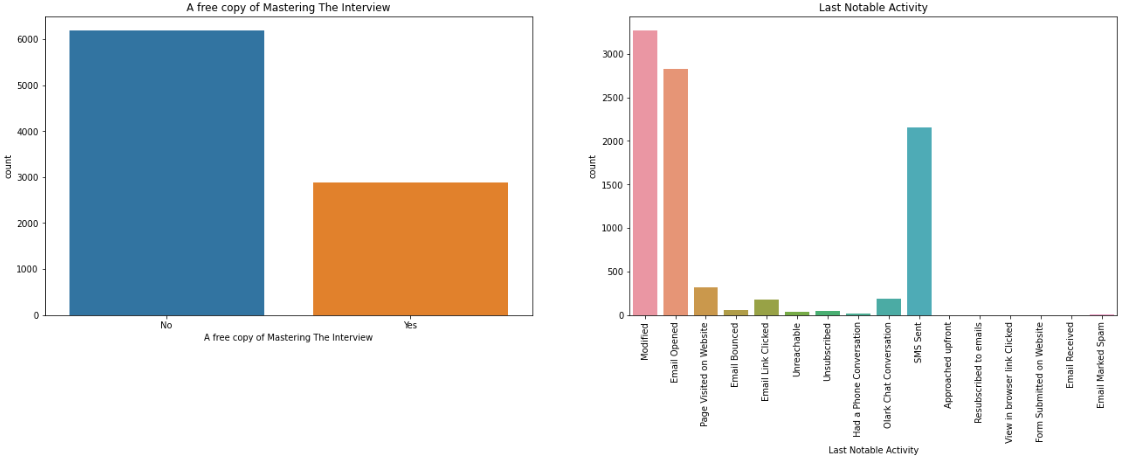 A free copy of Mastering The Interview
6000
5000
4000
3000
2000
1000
0
count
No
Yes
A free copy of Mastering The Interview
Last Notable Activity
3000
2500
2000
1500
1000
500
0
count
Modified
Email Opened
Page Visited on Website
Email Bounced
Email Link Clicked
Unreachable
Unsubscribed
Had a Phone Conversation
Olark Chat Conversation
SMS Sent
Approached upfront
Resubscribed to emails
View in browser link Clicked
Form Submitted on Website
Email Received
Email Marked Spam
Last Notable Activity